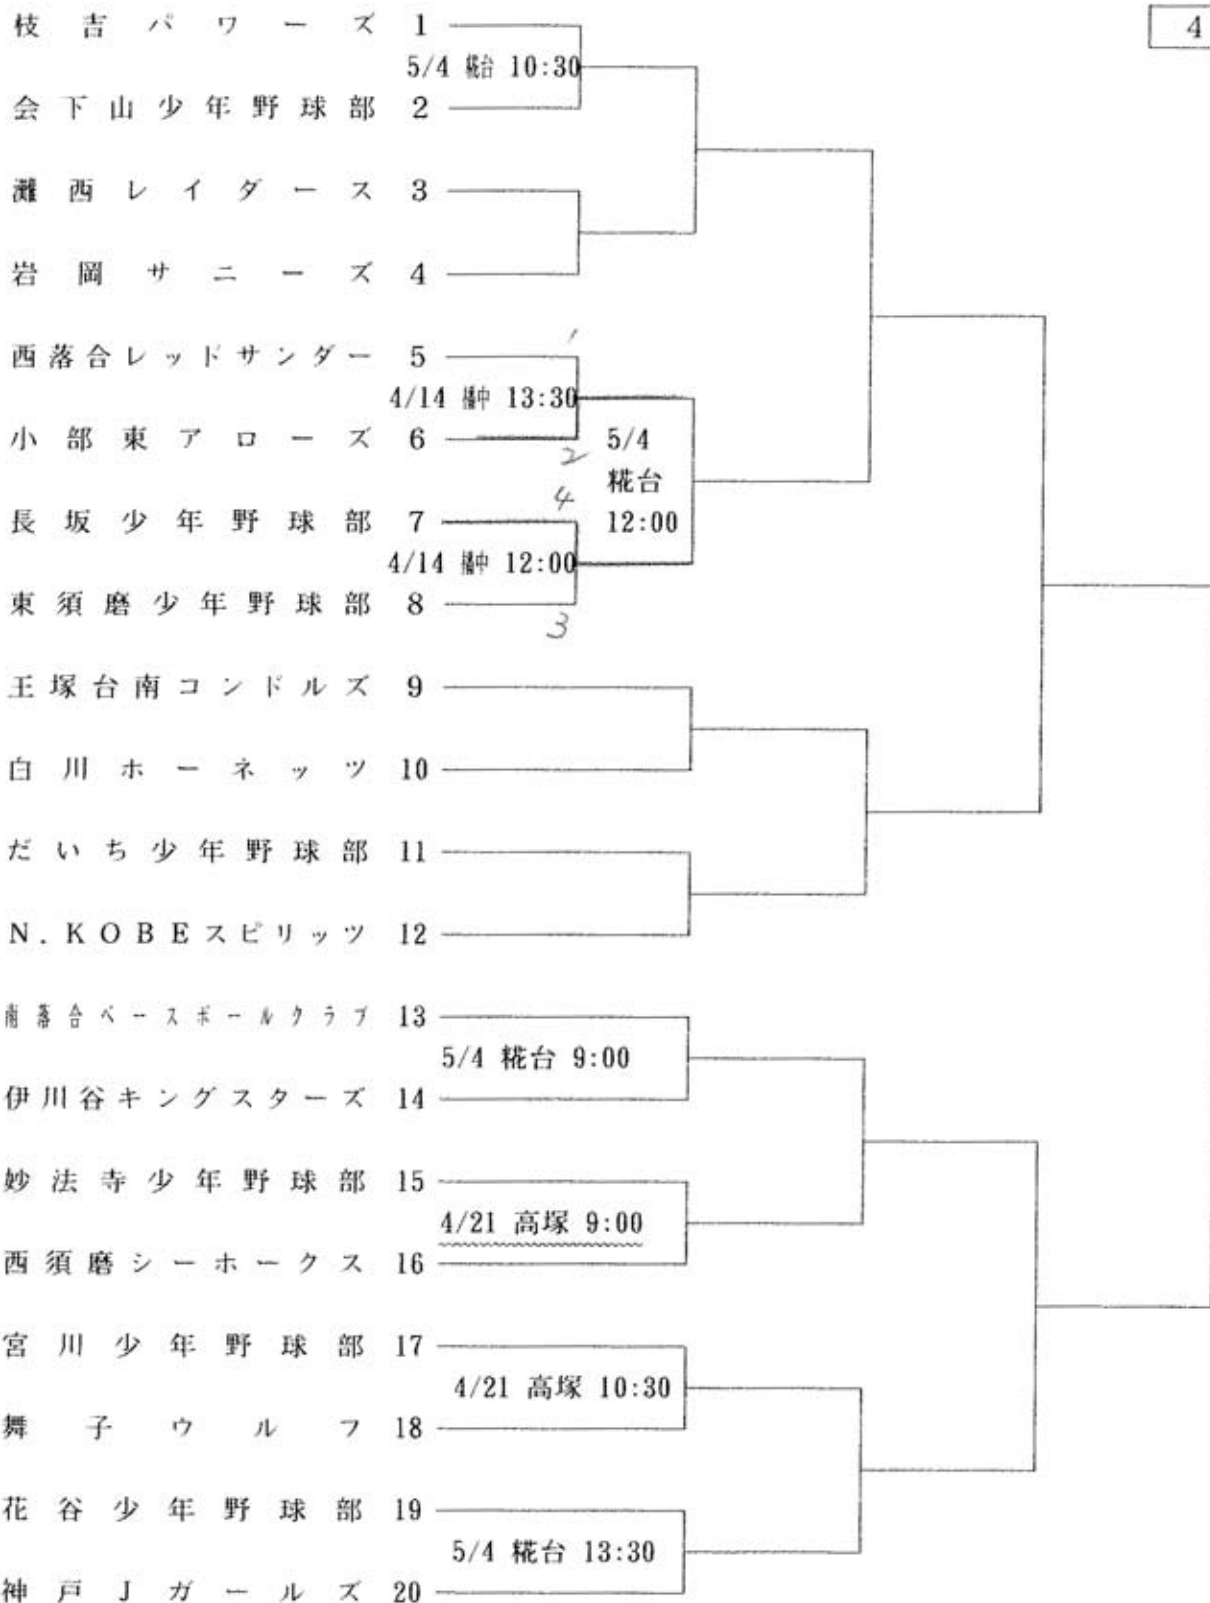 4
枝吉パワーズ 1
5/4 糀台 10:30
会下山少年野球部 2
灘西レイダース 3
岩岡サニーズ 4
1
西落合レッドサンダー 5
4/14 播中 13:30
小部東アローズ 6
2
5/4
糀台
12:00
4
長坂少年野球部 7
4/14 播中 12:00
東須磨少年野球部 8
3
王塚台南コンドルズ 9
白川ホーネッツ 10
だいち少年野球部 11
N.KOBEスピリッツ 12
南落合ベースボールクラブ 13
5/4 糀台 9:00
伊川谷キングスターズ 14
妙法寺少年野球部 15
4/21 高塚 9:00
西須磨シーホークス 16
宮川少年野球部 17
4/21 高塚 10:30
舞子ウルフ 18
花谷少年野球部 19
5/4 糀台 13:30
神戸Jガールズ 20